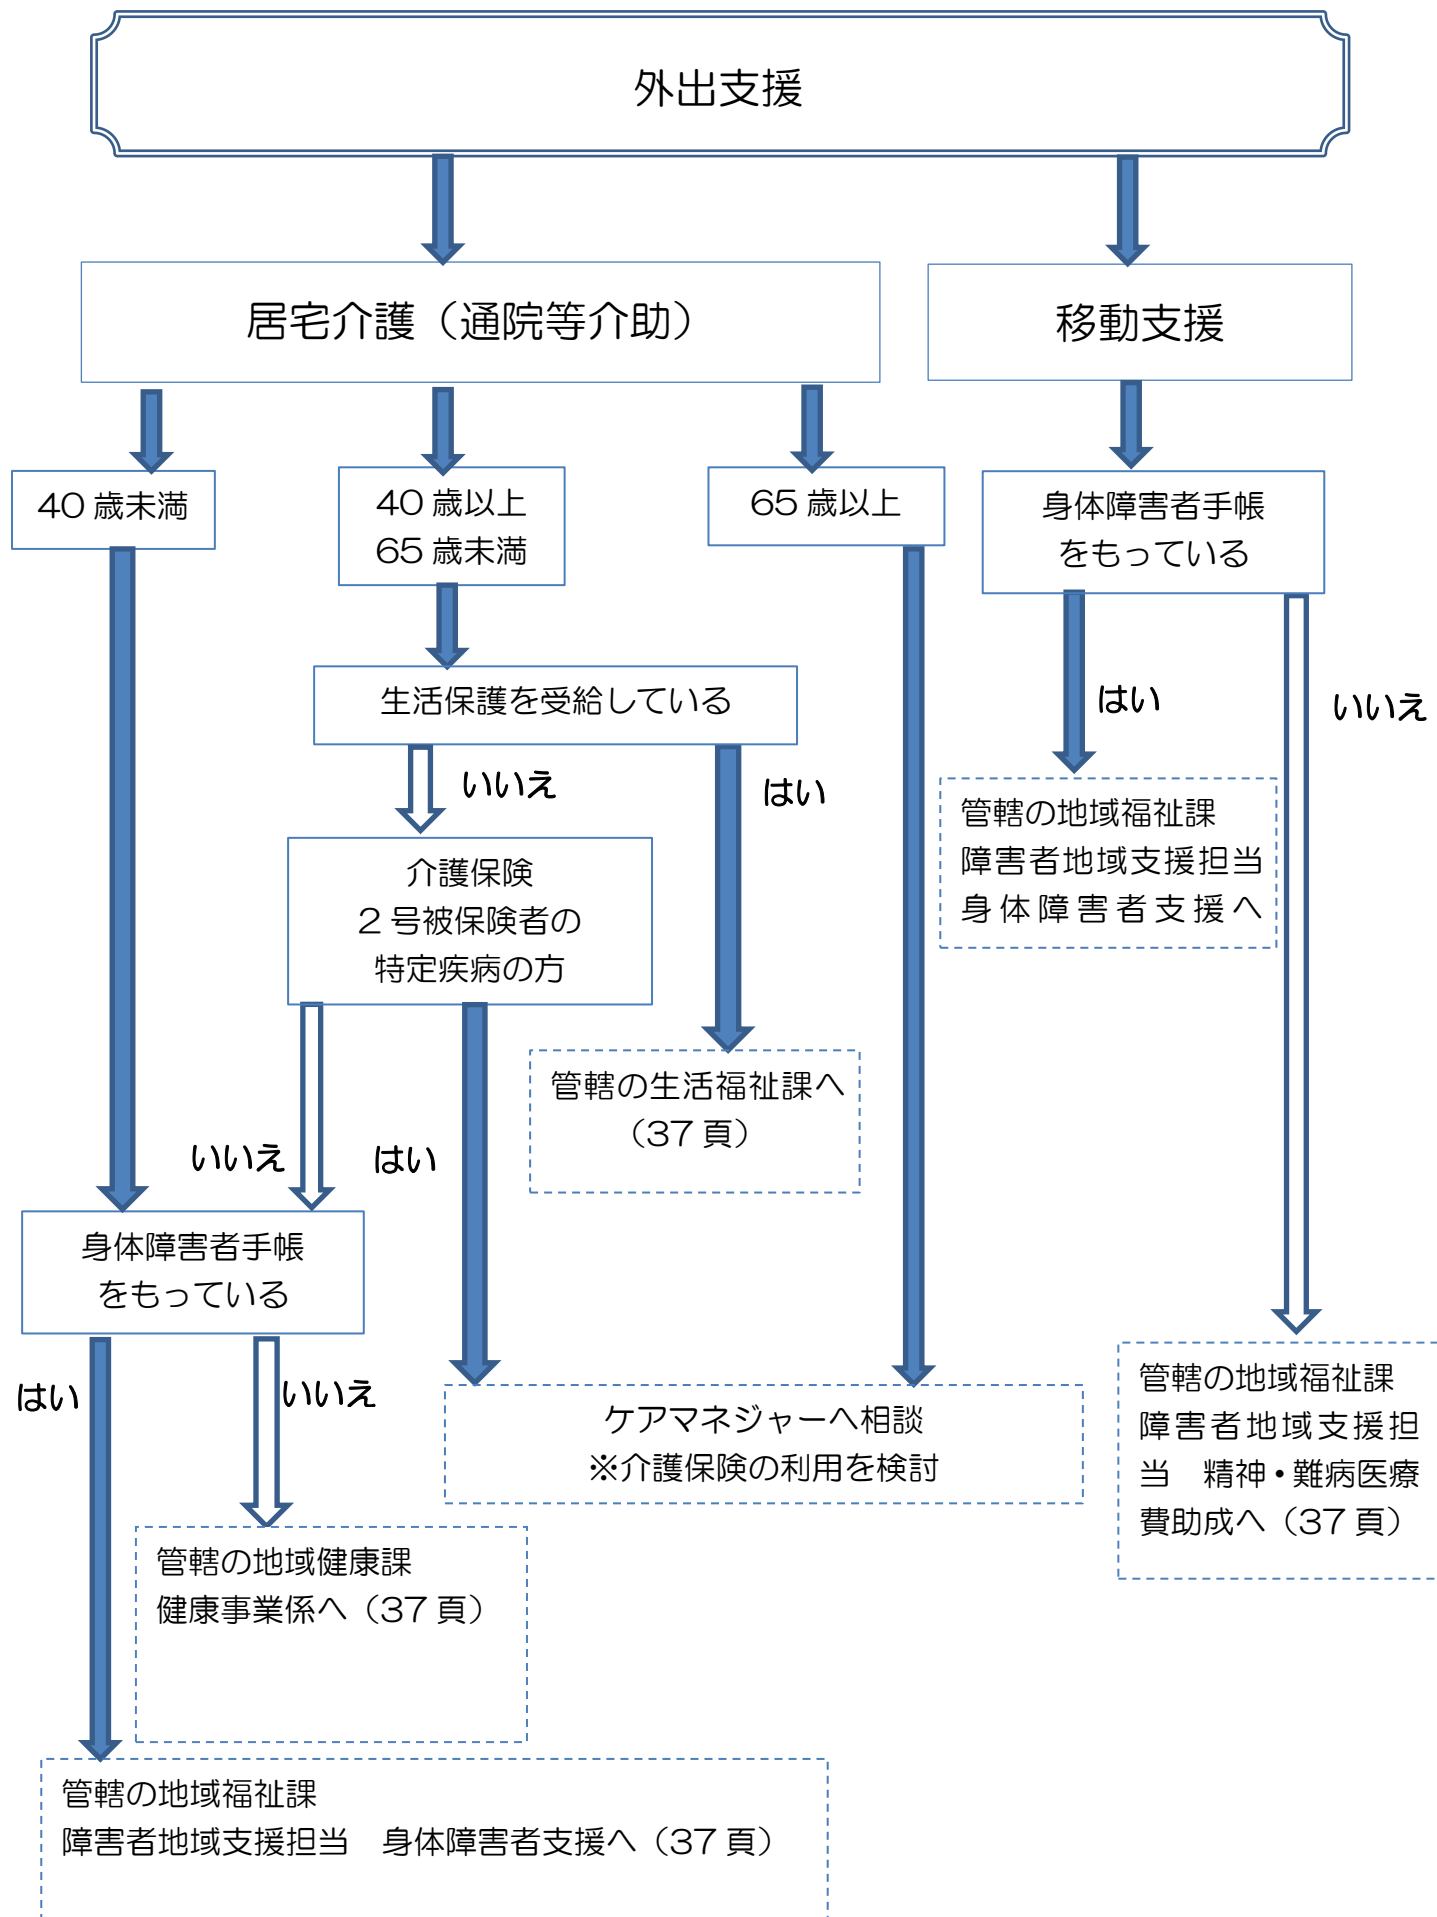 外出支援
居宅介護（通院等介助）
移動支援
40 歳未満
40 歳以上
65 歳未満
65 歳以上
身体障害者手帳
をもっている
生活保護を受給している
はい
いいえ
いいえ
はい
管轄の地域福祉課
障害者地域支援担当
身体障害者支援へ
介護保険
2 号被保険者の
特定疾病の方
管轄の生活福祉課へ
（37 頁）
いいえ
はい
身体障害者手帳
をもっている
はい
いいえ
ケアマネジャーへ相談
※介護保険の利用を検討
管轄の地域福祉課
障害者地域支援担
当　精神・難病医療
費助成へ（37 頁）
管轄の地域健康課
健康事業係へ（37 頁）
管轄の地域福祉課
障害者地域支援担当　身体障害者支援へ（37 頁）